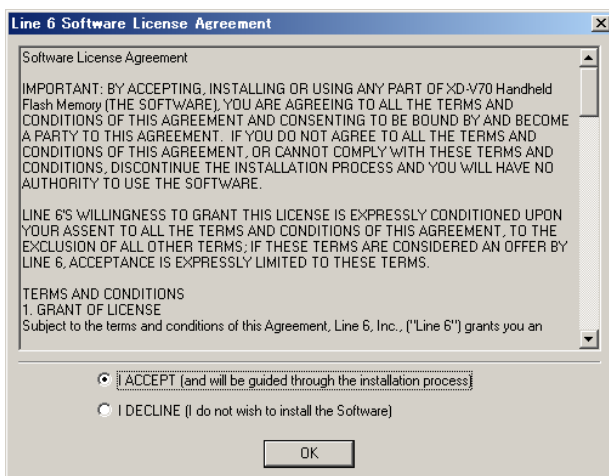 Line 6 Software License Agreement
Software License Agreement
IMPORTANT: BY ACCEPTING, INSTALLING OR USING ANY PART OF XD-V70 Handheld
Flash Memory (THE SOFTWARE), YOU ARE AGREEING TO ALL THE TERMS AND
CONDITIONS OF THIS AGREEMENT AND CONSENTING TO BE BOUND BY AND BECOME
A PARTY TO THIS AGREEMENT. IF YOU DO NOT AGREE TO ALL THE TERMS AND
CONDITIONS OF THIS AGREEMENT, OR CANNOT COMPLY WITH THESE TERMS AND
CONDITIONS, DISCONTINUE THE INSTALLATION PROCESS AND YOU WILL HAVE NO
AUTHORITY TO USE THE SOFTWARE.
LINE 6'S WILLINGNESS TO GRANT THIS LICENSE IS EXPRESSLY CONDITIONED UPON
YOUR ASSENT TO ALL THE TERMS AND CONDITIONS OF THIS AGREEMENT, TO THE
EXCLUSION OF ALL OTHER TERMS; IF THESE TERMS ARE CONSIDERED AN OFFER BY
LINE 6, ACCEPTANCE IS EXPRESSLY LIMITED TO THESE TERMS.
TERMS AND CONDITIONS
1. GRANT OF LICENSE
Subject to the terms and conditions of this Agreement, Line 6, Inc., ("Line 6") grants you an
I ACCEPT (and will be guided through the installation process)
I DECLINE (I do not wish to install the Software)
OK